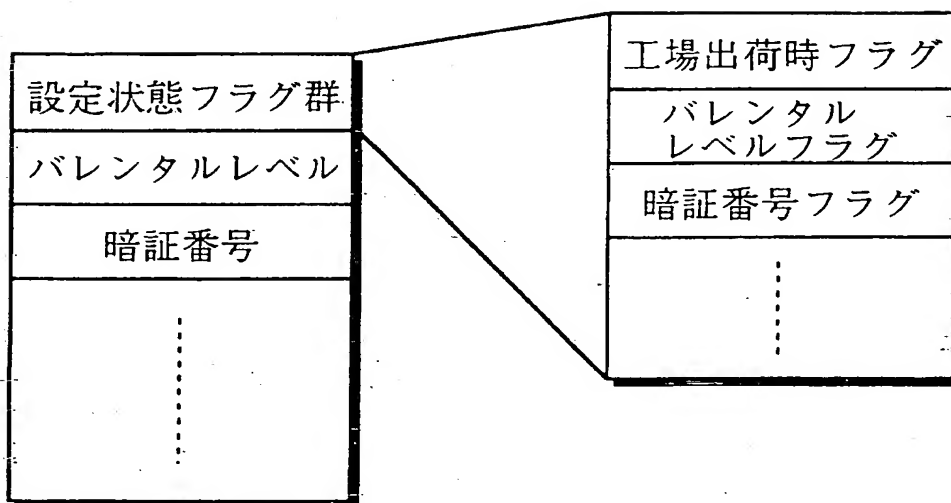 設定状態フラグ群
バレンタルレベル
暗証番号
工場出荷時フラグ
バレンタル
レベルフラグ
暗証番号フラグ